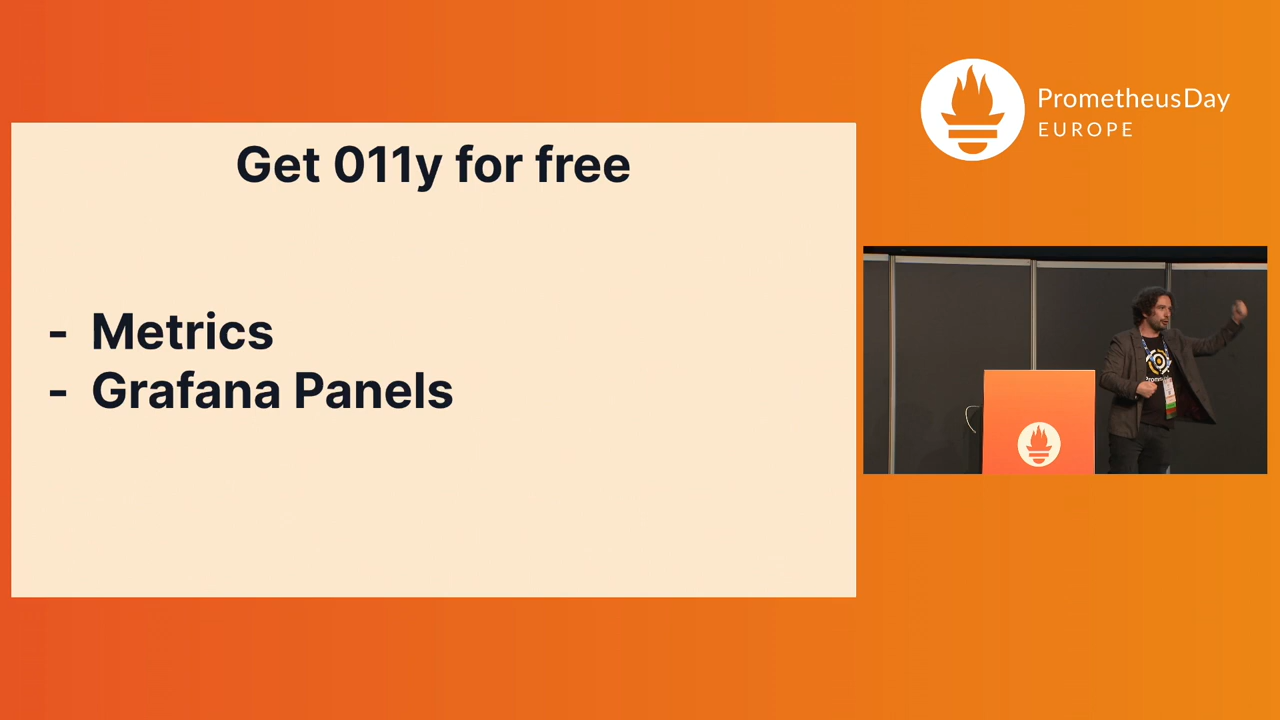 PrometheusDay
EUROPE
Get 011y for free
- Metrics
- Grafana Panels